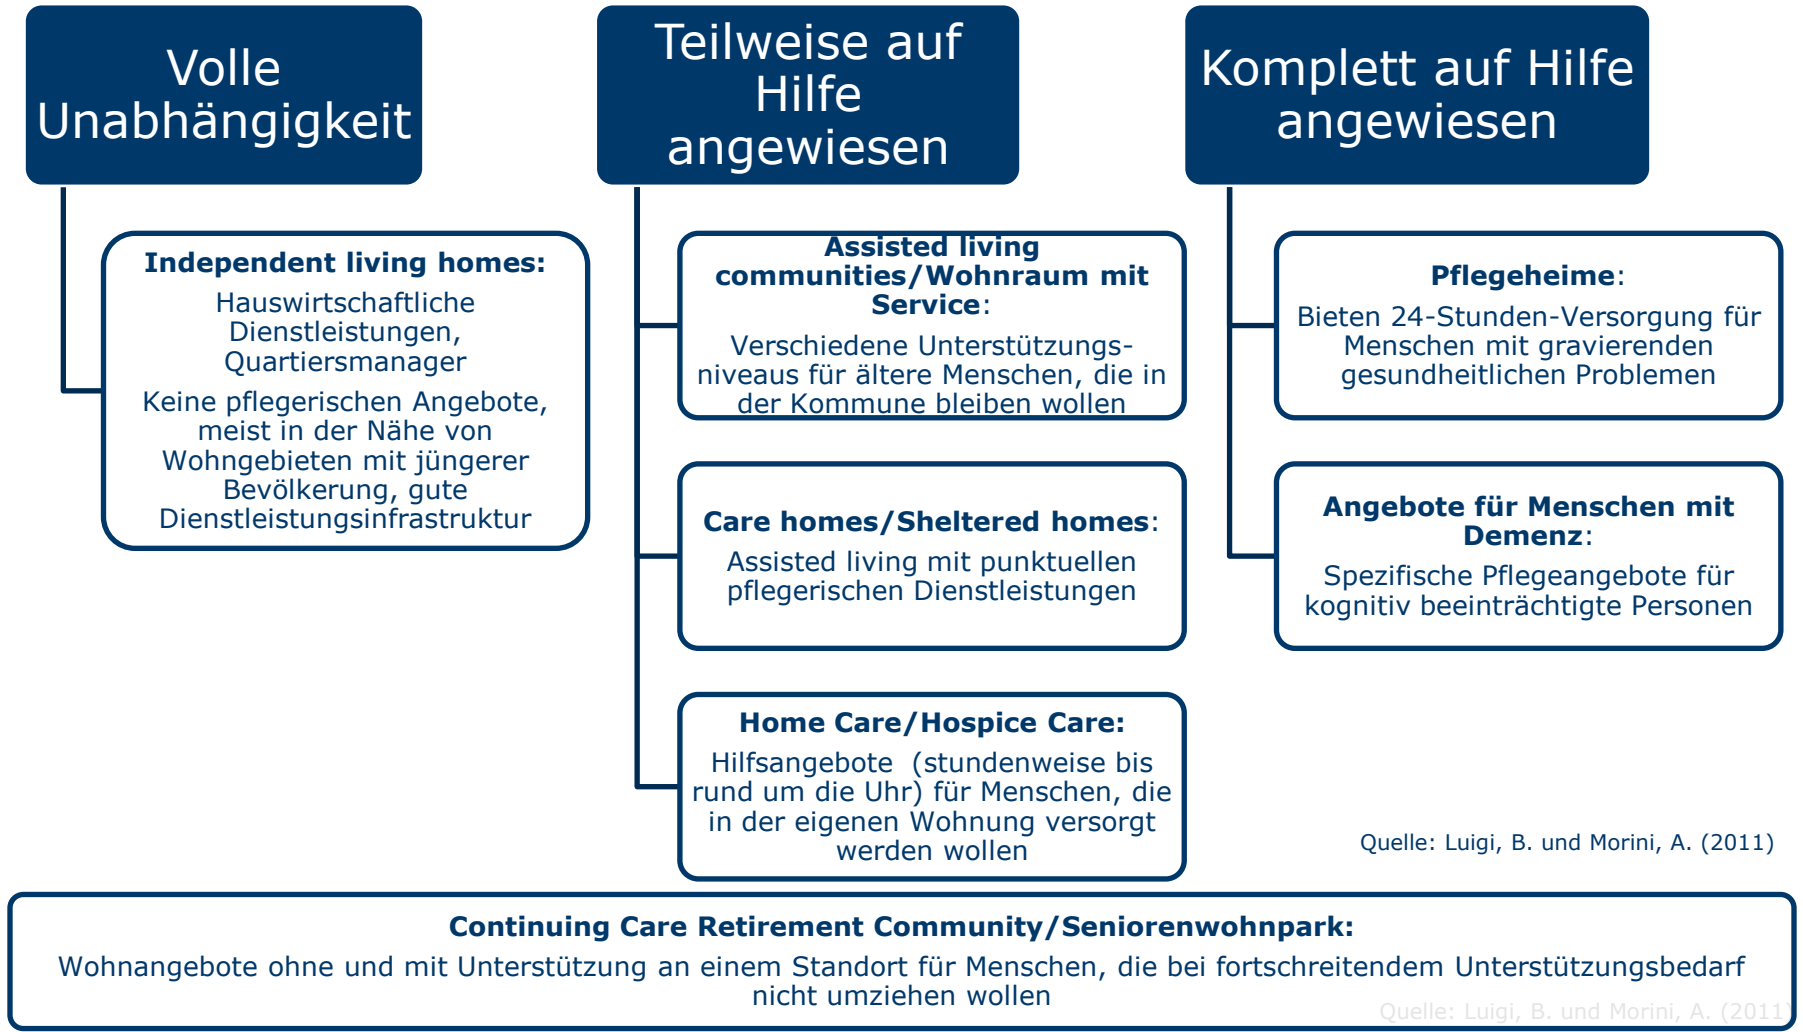 Volle
Unabhängigkeit
Independent living homes:
Hauswirtschaftliche
Dienstleistungen,
Quartiersmanager
Keine pflegerischen Angebote,
meist in der Nähe von
Wohngebieten mit jüngerer
Bevölkerung, gute
Dienstleistungsinfrastruktur
Teilweise auf
Hilfe
angewiesen
Assisted living
communities/Wohnraum mit
Service:
Verschiedene Unterstützungs-
niveaus für ältere Menschen, die in
der Kommune bleiben wollen
Care homes/Sheltered homes:
Assisted living mit punktuellen
pflegerischen Dienstleistungen
Home Care/Hospice Care:
Hilfsangebote (stundenweise bis
rund um die Uhr) für Menschen, die
in der eigenen Wohnung versorgt
werden wollen
Komplett auf Hilfe
angewiesen
Pflegeheime:
Bieten 24-Stunden-Versorgung für
Menschen mit gravierenden
gesundheitlichen Problemen
Angebote für Menschen mit
Demenz:
Spezifische Pflegeangebote für
kognitiv beeinträchtigte Personen
Quelle: Luigi, B. und Morini, A. (2011)
Continuing Care Retirement Community/Seniorenwohnpark:
Wohnangebote ohne und mit Unterstützung an einem Standort für Menschen, die bei fortschreitendem Unterstützungsbedarf
nicht umziehen wollen
Quelle: Luigi, B. und Morini, A. (2011)